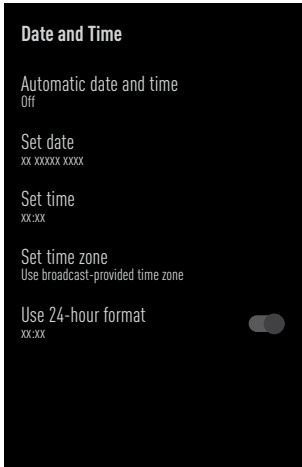 Date and Time
Automatic date and time
Off
Set date
xx xxxxx xxxx
Set time
xx:xx
Set time zone
Use broadcast-provided time zone
Use 24-hour format
xx:xx